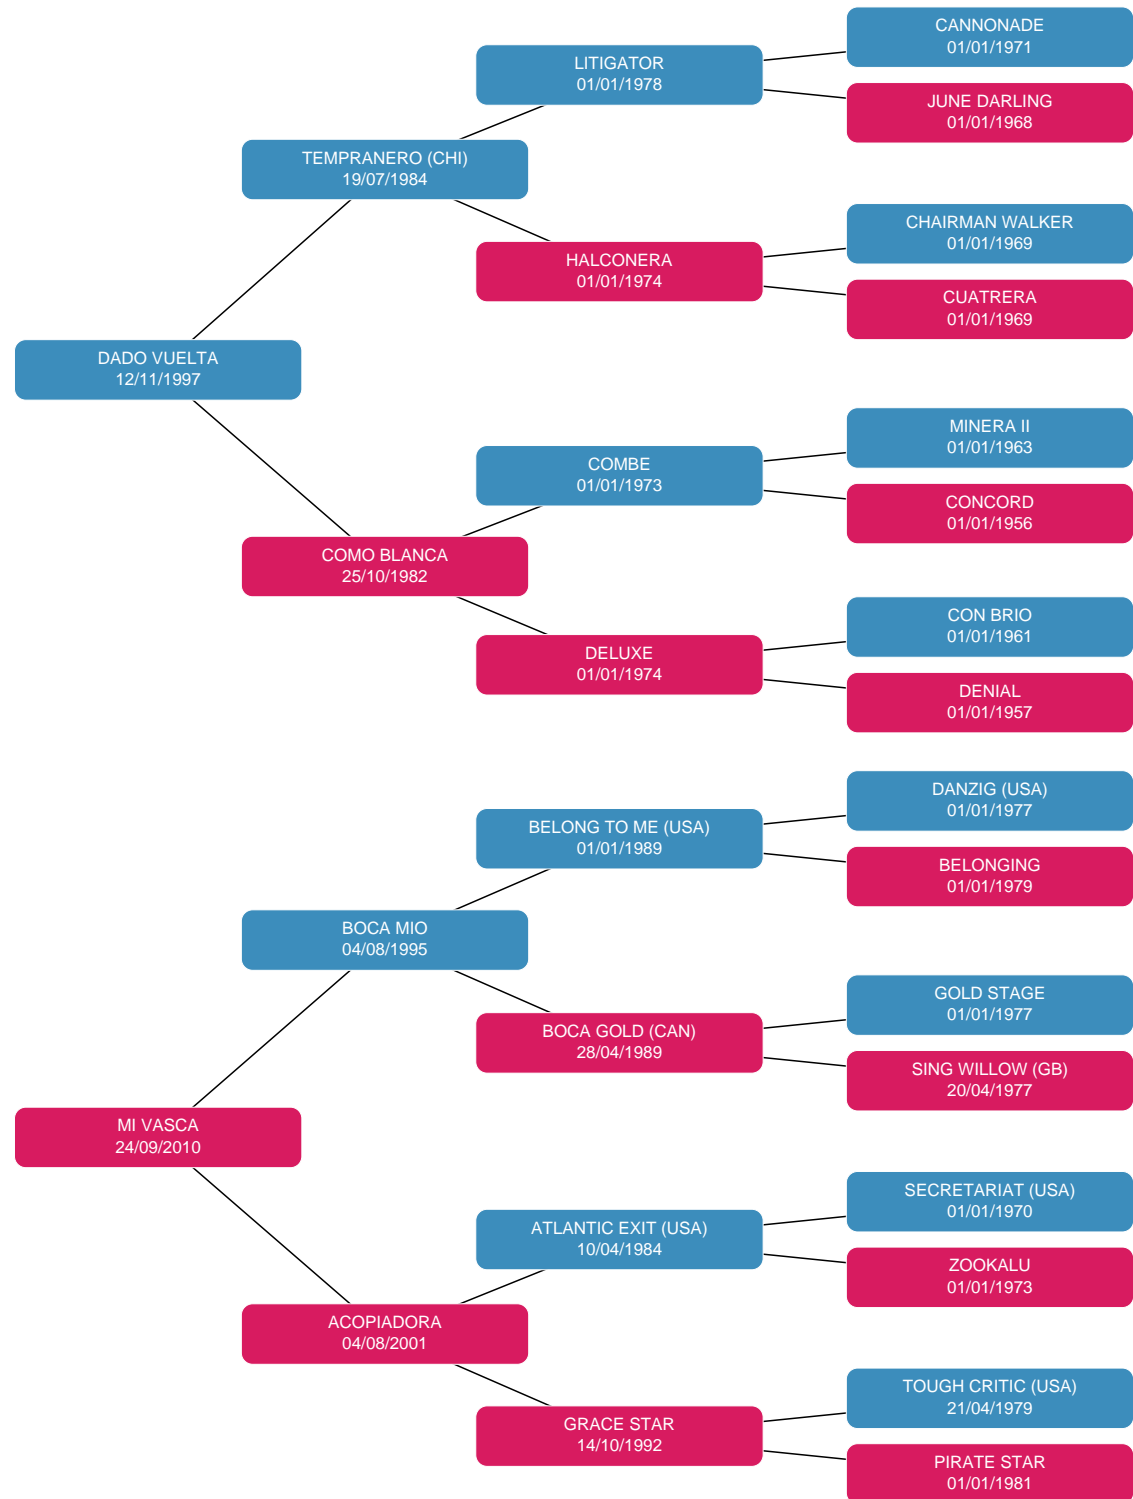 CANNONADE
01/01/1971
LITIGATOR
01/01/1978
JUNE DARLING
01/01/1968
TEMPRANERO (CHI)
19/07/1984
CHAIRMAN WALKER
01/01/1969
HALCONERA
01/01/1974
CUATRERA
01/01/1969
DADO VUELTA
12/11/1997
MINERA II
01/01/1963
COMBE
01/01/1973
CONCORD
01/01/1956
COMO BLANCA
25/10/1982
CON BRIO
01/01/1961
DELUXE
01/01/1974
DENIAL
01/01/1957
DANZIG (USA)
01/01/1977
BELONG TO ME (USA)
01/01/1989
BELONGING
01/01/1979
BOCA MIO
04/08/1995
GOLD STAGE
01/01/1977
BOCA GOLD (CAN)
28/04/1989
SING WILLOW (GB)
20/04/1977
MI VASCA
24/09/2010
SECRETARIAT (USA)
01/01/1970
ATLANTIC EXIT (USA)
10/04/1984
ZOOKALU
01/01/1973
ACOPIADORA
04/08/2001
TOUGH CRITIC (USA)
21/04/1979
GRACE STAR
14/10/1992
PIRATE STAR
01/01/1981